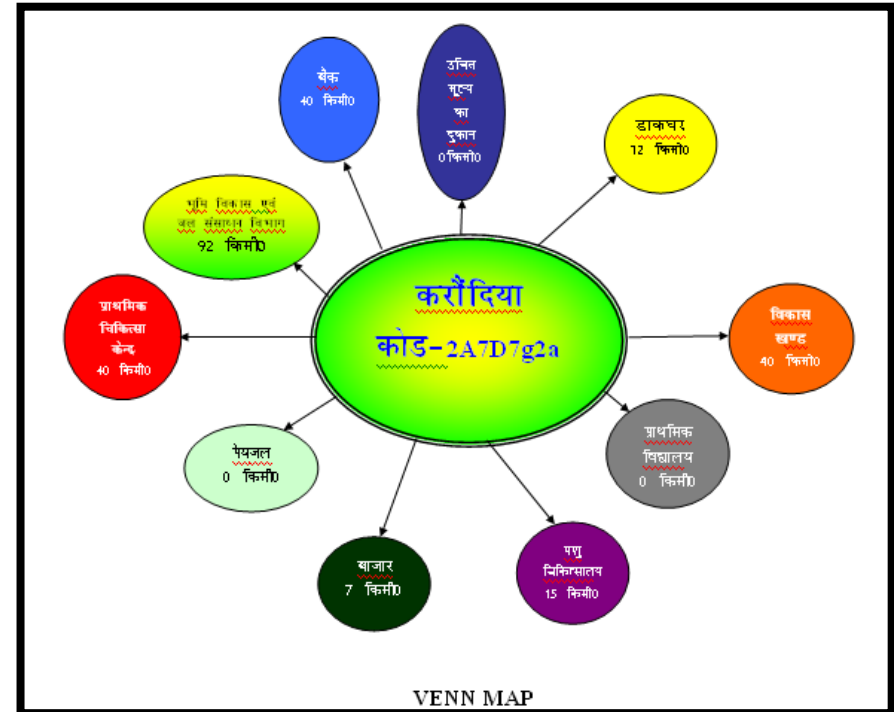 बैंक
40 किमी0
उचित
मूल्य
का
दुकान
0किमी0
डाकघर
12 किमी0
भूमि विकास एवं
जल संसाधन विभाग
92 किमी0
करौंदिया
कोड-2A7D7g2a
प्राथमिक
चिकित्सा
केन्द्र
40 किमी0
विकास
खण्ड
40 किमी0
पेयजल
0 किमी0
प्राथमिक
विद्यालय
0 किमी0
बाजार
7 किमी0
पशु
चिकित्सालय
15 किमी0
VENN MAP